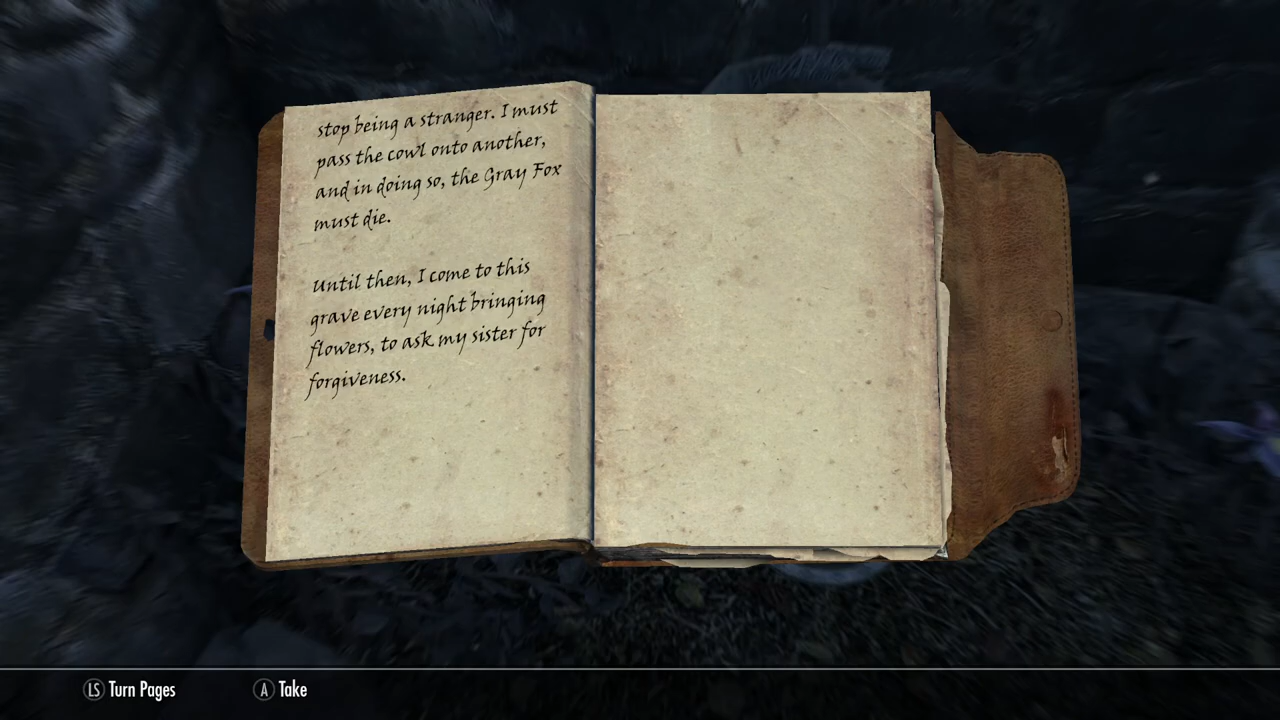 stop being a stranger. I must
pass the cowl onto another,
and in doing so, the Gray Fox
must die.
Until then, I come to this
grave every night bringing
flowers, to ask my sister for
forgiveness.
LS Turn Pages
A Take